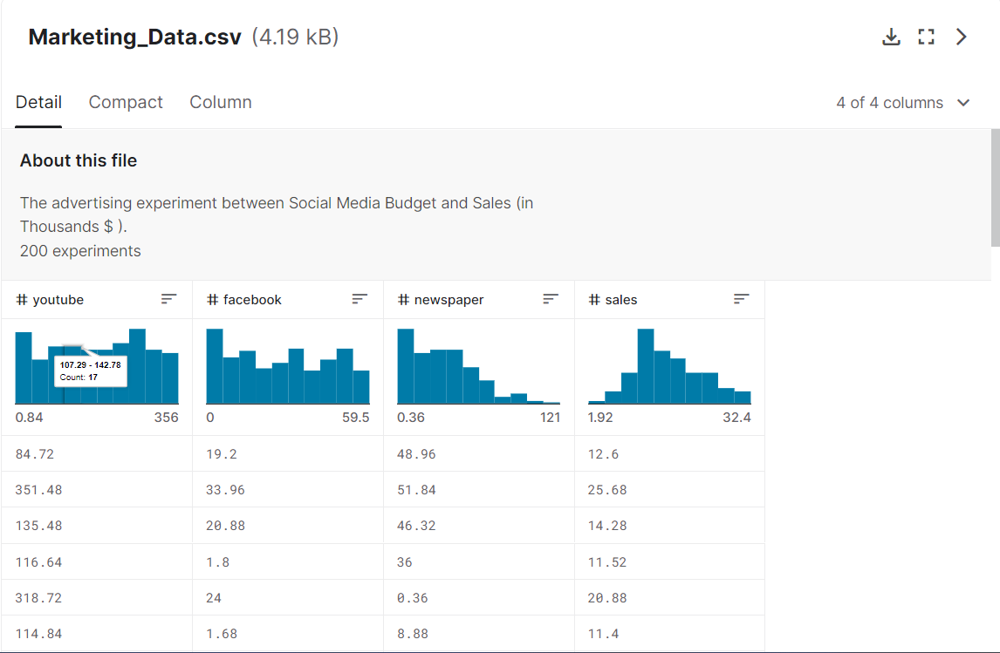 Marketing_Data.csv (4.19 kB)
Detail Compact Column 4 of 4 columns
About this file
The advertising experiment between Social Media Budget and Sales (in
Thousands $ ).
200 experiments
# youtube # facebook # newspaper # sales
107.29 - 142.78
Count: 17
0.84 356 0 59.5 0.36 121 1.92 32.4
84.72 19.2 48.96 12.6
351.48 33.96 51.84 25.68
135.48 20.88 46.32 14.28
116.64 1.8 36 11.52
318.72 24 0.36 20.88
114.84 1.68 8.88 11.4